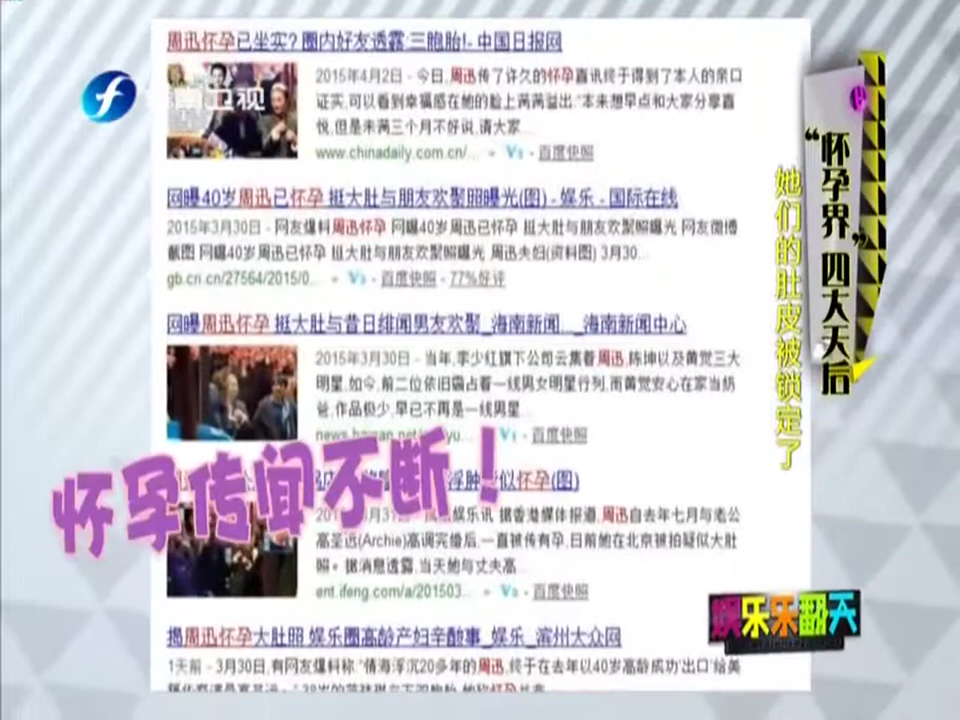 周迅怀孕已坐实?圈内好友透露:三胞胎!- 中国日报网
2015年4月2日 - 今日,周迅传了许久的怀孕喜讯终于得到了本人的亲口
证实,可以看到幸福感在她的脸上满满溢出:"本来想早点和大家分享喜
悦,但是未满三个月不好说,请大家...
www.chinadaily.com.cn/... - V3 - 百度快照
卫视
网曝40岁周迅已怀孕 挺大肚与朋友欢聚照曝光(图) - 娱乐 - 国际在线
2015年3月30日 - 网友爆料周迅怀孕 网曝40岁周迅已怀孕 挺大肚与朋友欢聚照曝光 网友微博
截图 网曝40岁周迅已怀孕 挺大肚与朋友欢聚照曝光 周迅夫妇(资料图) 3月30...
gb.cri.cn/27564/2015/0... - V3 - 百度快照 - 77%好评
网曝周迅怀孕 挺大肚与昔日绯闻男友欢聚_海南新闻..._海南新闻中心
2015年3月30日 - 当年,李少红旗下公司云集着周迅,陈坤以及黄觉三大
明星,如今,前二位依旧霸占着一线男女明星行列,而黄觉安心在家当奶
爸,作品极少,早已不再是一线男星...
V1 - 百度快照
浮肿 似怀孕(图)
娱乐讯 据香港媒体报道,周迅自去年七月与老公
高圣远(Archie)高调完婚后,一直被传有孕,日前她在北京被拍疑似大肚
照。据消息透露,当天她与丈夫高...
ent.ifeng.com/a/201503... - V3 - 百度快照
揭周迅怀孕大肚照 娱乐圈高龄产妇辛酸事_娱乐_滨州大众网
1天前 - 3月30日,有网友爆料称"情海浮沉20多年的周迅,终于在去年以40岁高龄成功'出口'给美
怀孕传闻不断!
"怀孕界"四大天后
她们的肚皮被锁定了
娱乐乐翻天